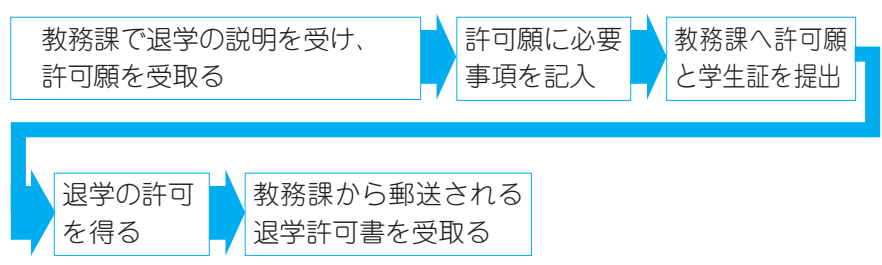 教務課で退学の説明を受け、
許可願を受取る
許可願に必要
事項を記入
教務課へ許可願
と学生証を提出
退学の許可
を得る
教務課から郵送される
退学許可書を受取る